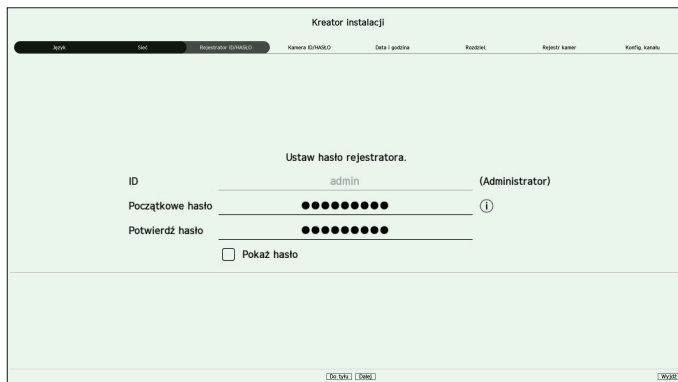 Kreator instalacji
Język Sieć Rejestrator ID/HASŁO Kamera ID/HASŁO Data i godzina Rozdziel. Rejestr kamer Konfig. kanału
Ustaw hasło rejestratora.
ID admin (Administrator)
Początkowe hasło ●●●●●●●●● i
Potwierdź hasło ●●●●●●●●●
Pokaż hasło
Do tyłu Dalej Wyjdź